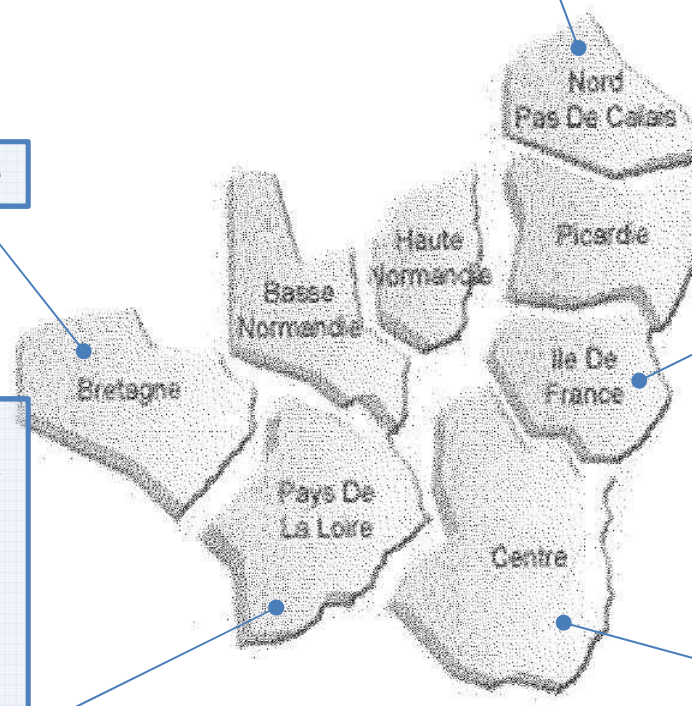 Nord
Pas De Calais
Picardie
Haute
Normandie
Basse
Normandie
Ile De
France
Bretagne
Pays De
La Loire
Centre